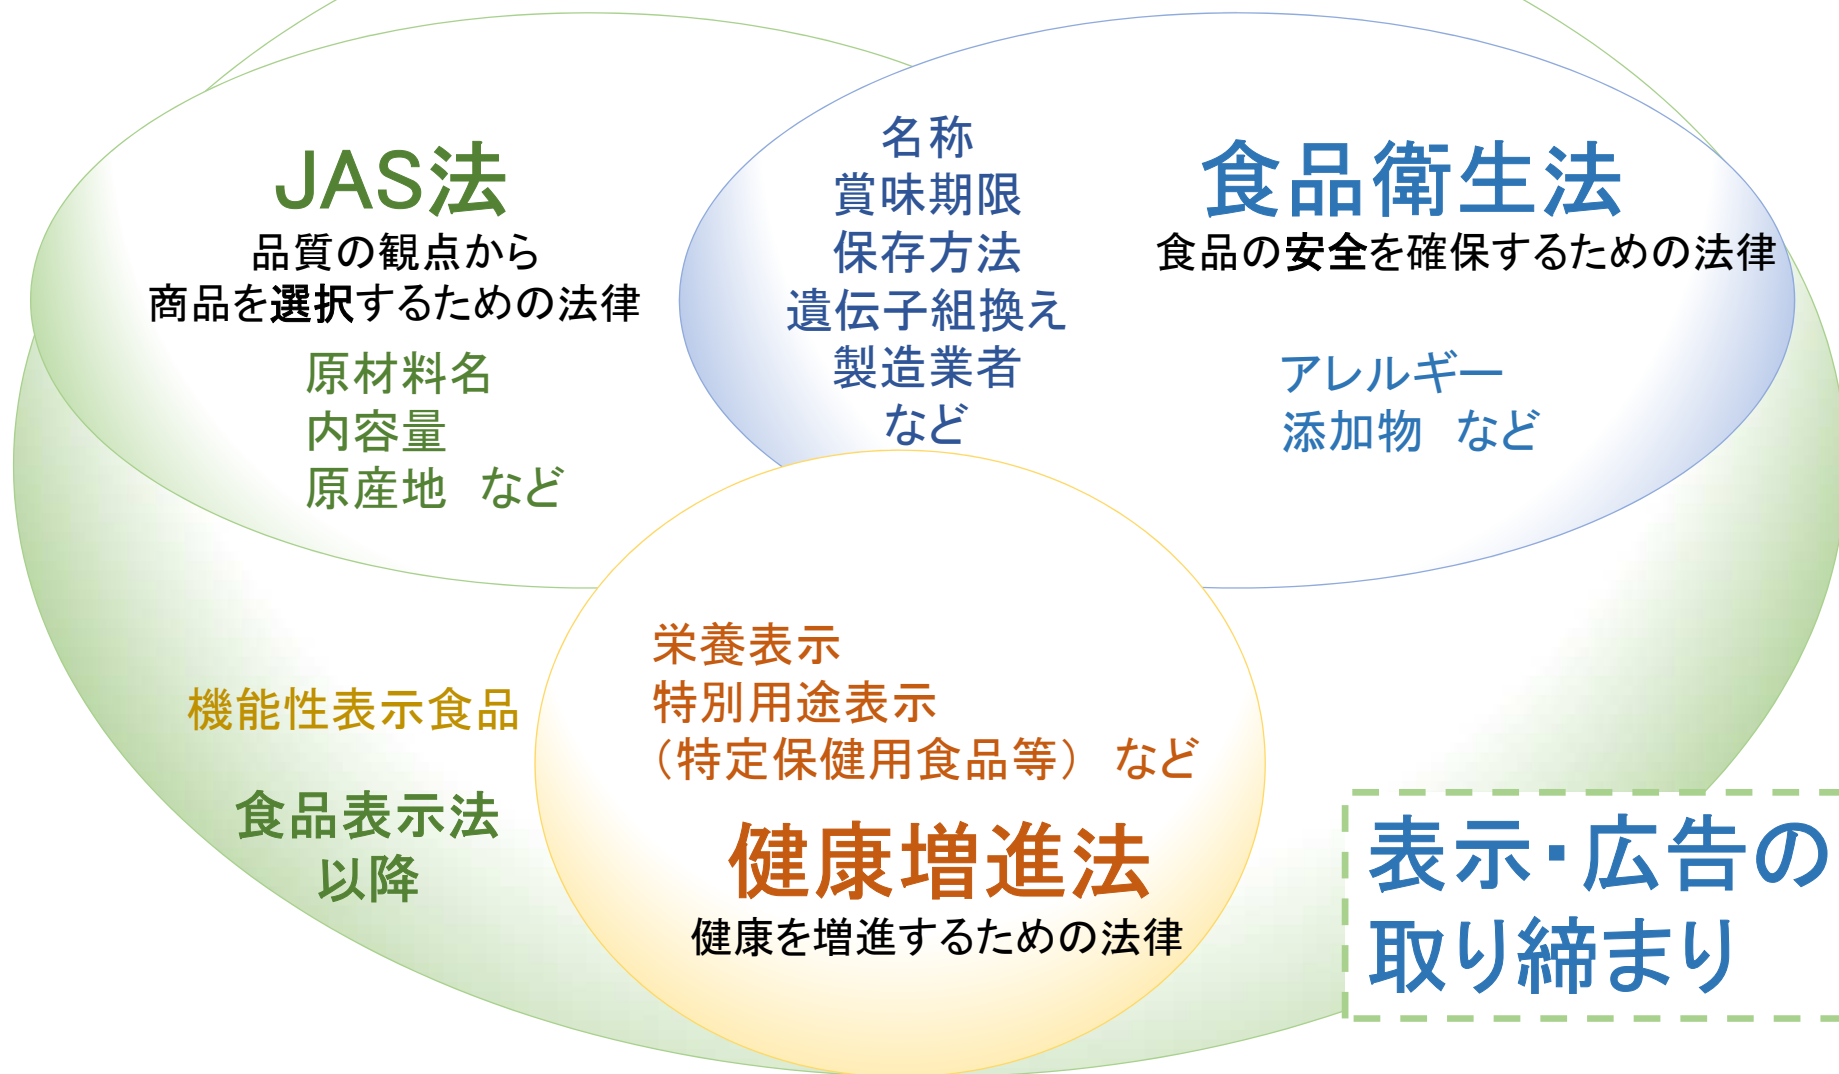 JAS法
品質の観点から
商品を選択するための法律
原材料名
内容量
原産地　など
名称
賞味期限
保存方法
遺伝子組換え
製造業者
など
食品衛生法
食品の安全を確保するための法律
アレルギー
添加物　など
機能性表示食品
食品表示法
以降
栄養表示
特別用途表示
（特定保健用食品等）　など
健康増進法
健康を増進するための法律
表示・広告の
取り締まり